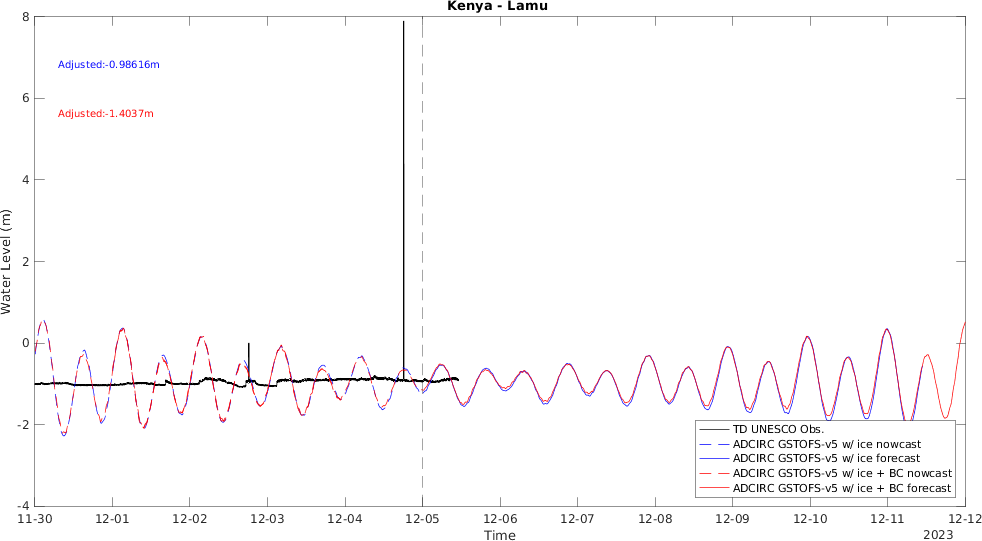 Kenya - Lamu
8
6
4
2
0
-2
-4
Water Level (m)
Adjusted:-0.98616m
Adjusted:-1.4037m
TD UNESCO Obs.
ADCIRC GSTOFS-v5 w/ ice nowcast
ADCIRC GSTOFS-v5 w/ ice forecast
ADCIRC GSTOFS-v5 w/ ice + BC nowcast
ADCIRC GSTOFS-v5 w/ ice + BC forecast
11-30 12-01 12-02 12-03 12-04 12-05 12-06 12-07 12-08 12-09 12-10 12-11 12-12
Time
2023